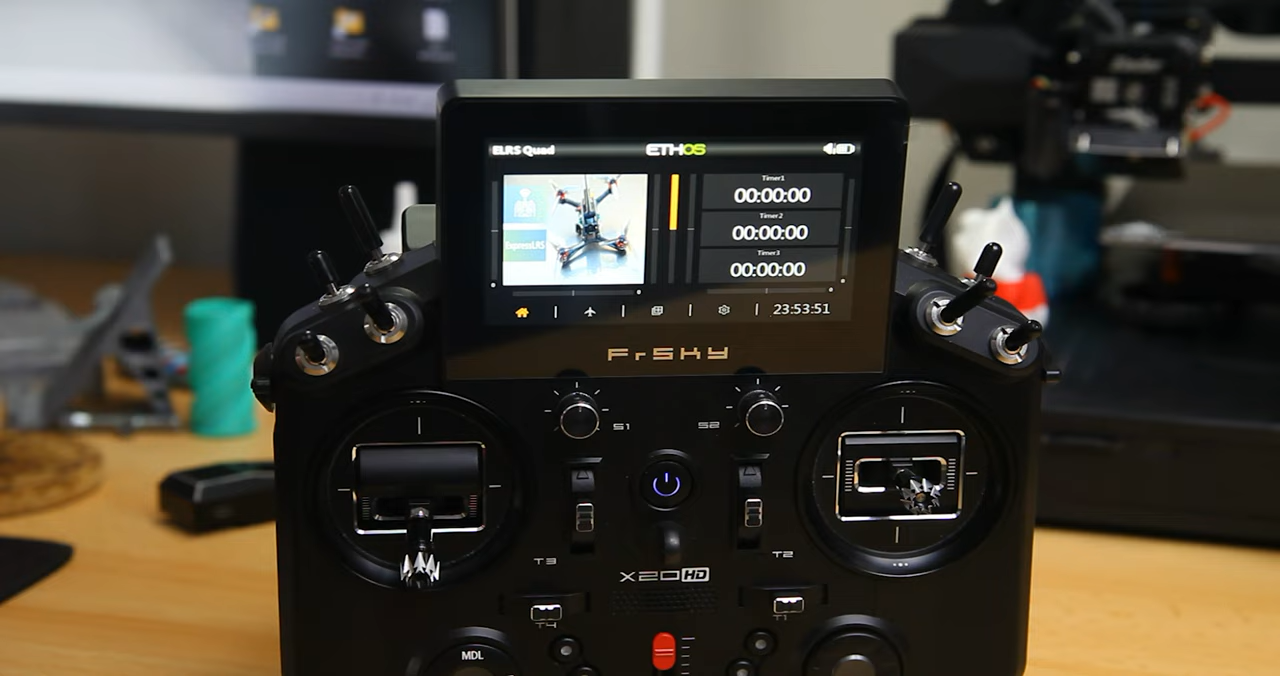 ELRS Quad
ETHOS
Timer1
00:00:00
Timer2
00:00:00
Timer3
00:00:00
ExpressLRS
23:53:51
FrSKY
S1
S2
T3
T2
X20HD
T4
T1
MDL